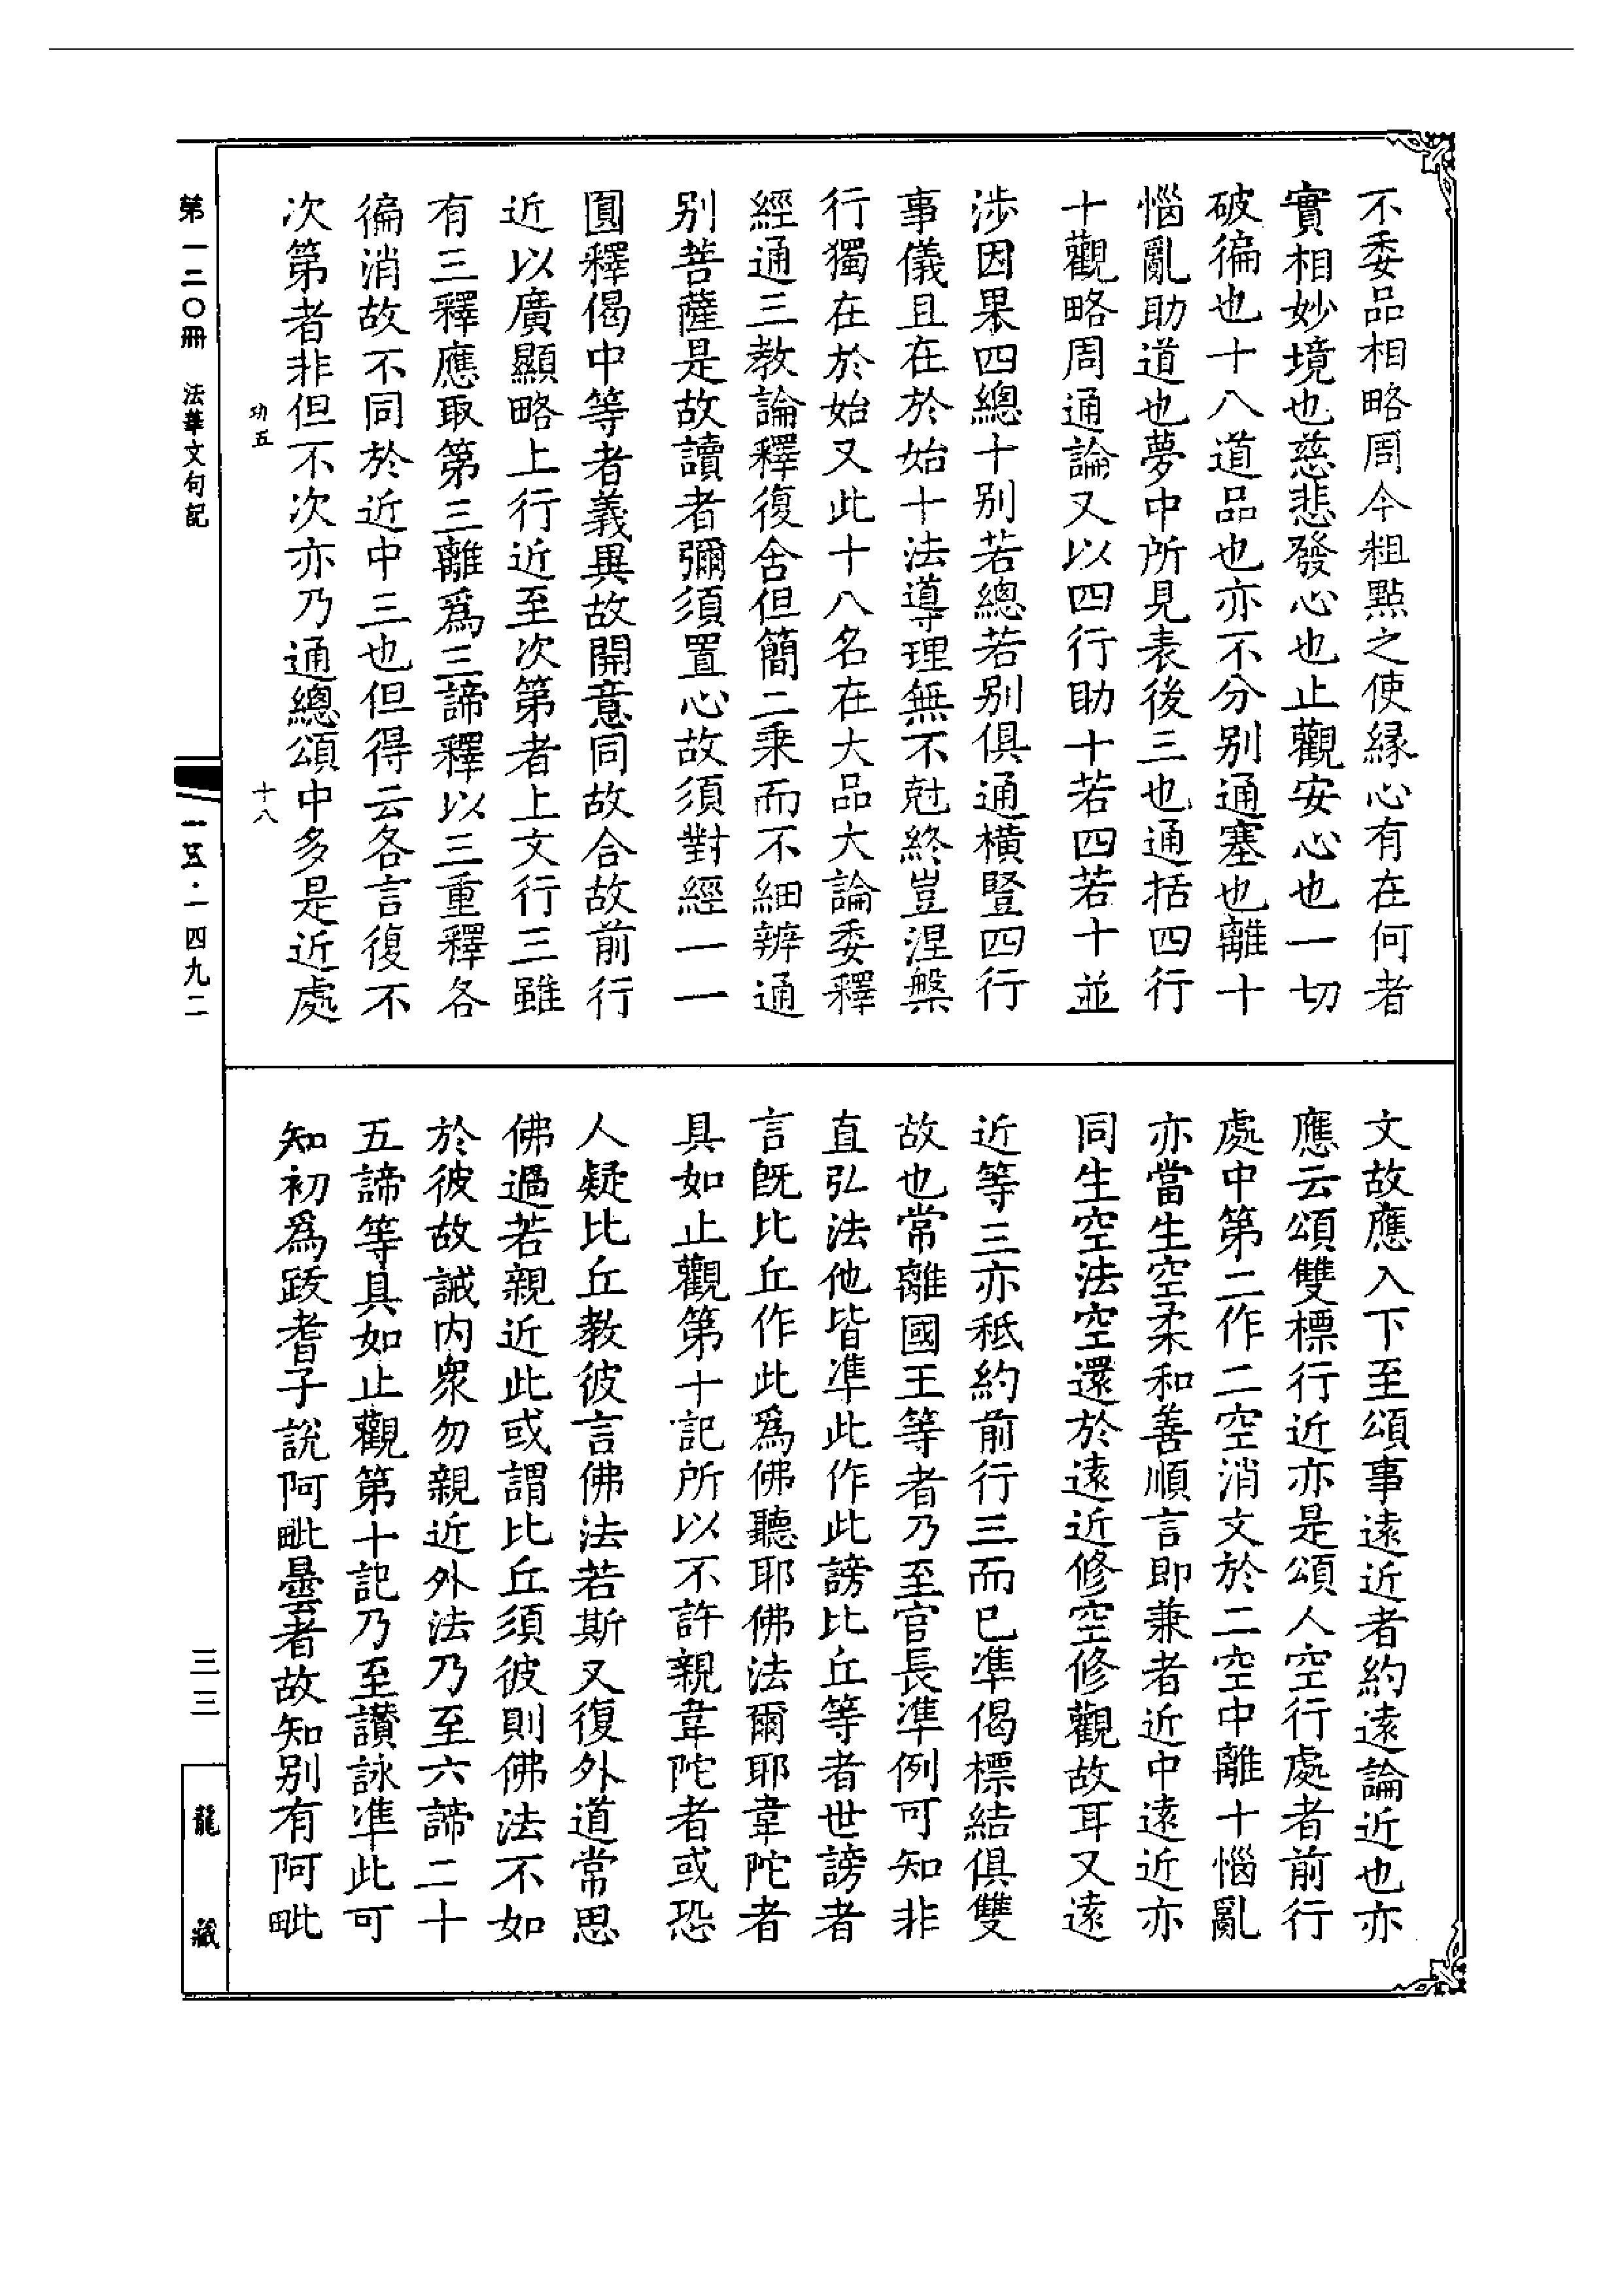 不委品相略周今粗點之使緣心有在何者
實相妙境也慈悲發心也止觀安心也一切
破徧也十八道品也亦不分別通塞也離十
惱亂助道也夢中所見表後三也通括四行
十觀略周通論又以四行助十若四若十並
涉因果四總十別若總若別俱通橫豎四行
事儀且在於始十法導理無不尅終豈涅槃
行獨在於始又此十八名在大品大論委釋
經通三教論釋復含但簡二乘而不細辨通
別菩薩是故讀者彌須置心故須對經一一
圓釋偈中等者義異故開意同故合故前行
近以廣顯略上行近至次第者上文行三雖
有三釋應取第三離爲三諦釋以三重釋各
徧消故不同於近中三也但得云各言復不
次第者非但不次亦乃通總頌中多是近處
文故應入下至頌事遠近者約遠論近也亦
應云頌雙標行近亦是頌人空行處者前行
處中第二作二空消文於二空中離十惱亂
亦當生空柔和善順言即兼者近中遠近亦
同生空法空還於遠近修空修觀故耳又遠
近等三亦秖約前行三而已準偈標結俱雙
故也常離國王等者乃至官長準例可知非
直弘法他皆準此作此謗比丘等者世謗者
言旣比丘作此爲佛聽耶佛法爾耶韋陀者
具如止觀第十記所以不許親韋陀者或恐
人疑比丘教彼言佛法若斯又復外道常思
佛過若親近此或謂比丘須彼則佛法不如
於彼故誡內衆勿親近外法乃至六諦二十
五諦等具如止觀第十記乃至讚詠準此可
知初爲跋耆子說阿毗曇者故知別有阿毗
第一二〇冊 法華文句記
功五
十八
一五·一四九二
三三
龍藏